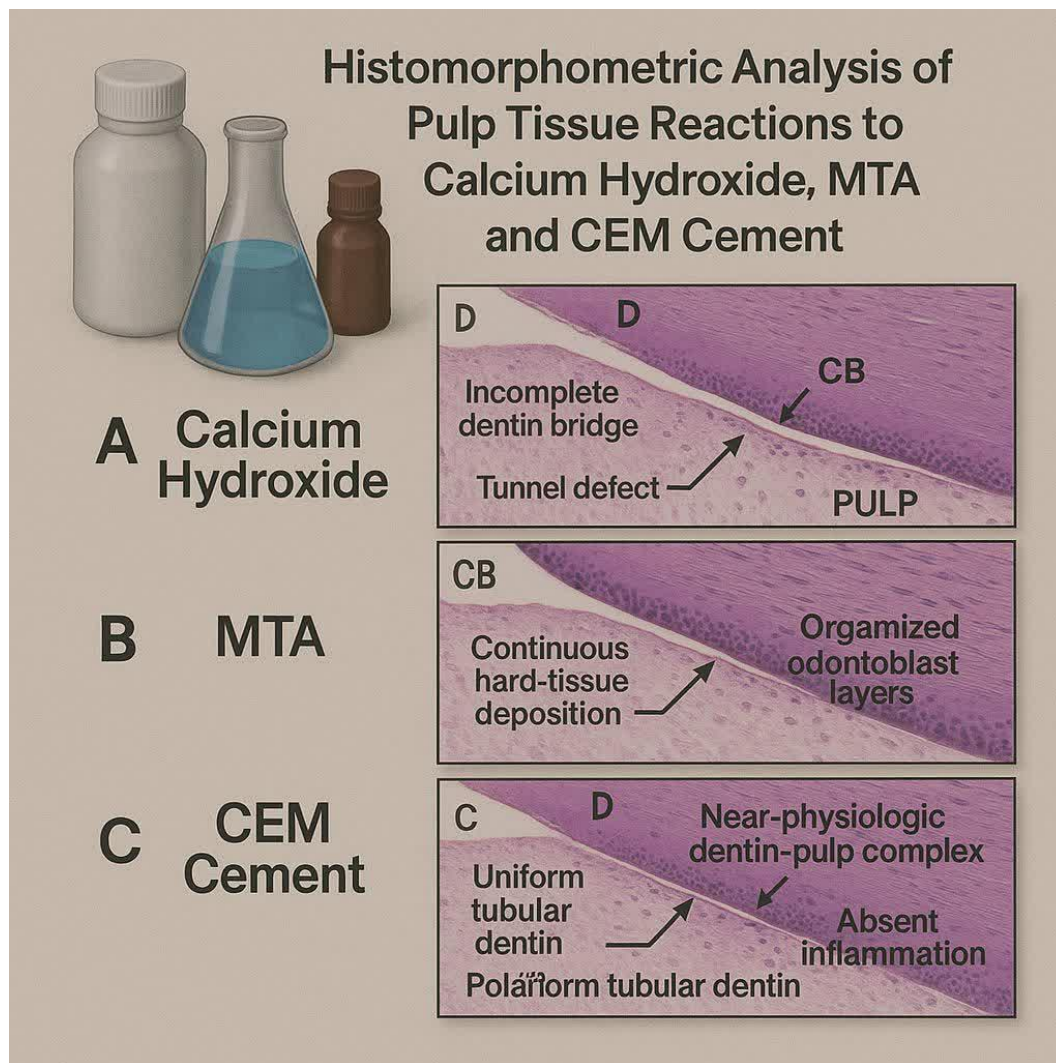 Histomorphometric Analysis of
Pulp Tissue Reactions to
Calcium Hydroxide, MTA
and CEM Cement
A Calcium
Hydroxide
D
D
CB
Incomplete
dentin bridge
Tunnel defect
PULP
B MTA
CB
Continuous
hard-tissue
deposition
Orgamized
odontoblast
layers
C CEM
Cement
C
D
Near-physiologic
dentin-pulp complex
Uniform
tubular
dentin
Absent
inflammation
tubular dentin